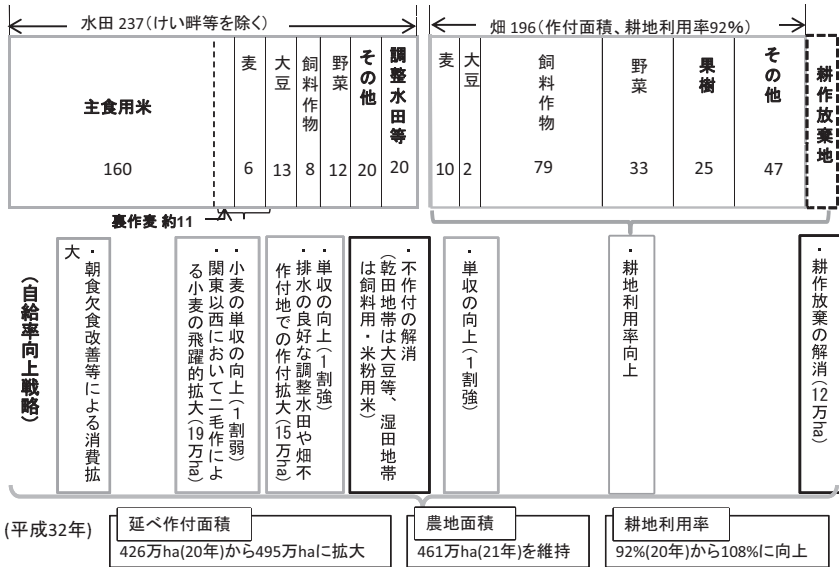 水田 237(けい畔等を除く)
畑 196(作付面積、耕地利用率92%)
主食用米
160
麦
6
大豆
13
飼料作物
8
野菜
12
その他
20
調整水田等
20
麦
10
大豆
2
飼料作物
79
野菜
33
果樹
25
その他
47
耕作放棄地
裏作麦 約11
(自給率向上戦略)
・朝食欠食改善等による消費拡
大
・小麦の単収の向上(1割弱)
・関東以西において二毛作によ
る小麦の飛躍的拡大(19万ha)
・単収の向上(1割強)
・排水の良好な調整水田や畑不
作付地での作付拡大(15万ha)
・不作付の解消
(乾田地帯は大豆等、湿田地帯
は飼料用・米粉用米)
・単収の向上(1割強)
・耕地利用率向上
・耕作放棄の解消(12万ha)
(平成32年)
延べ作付面積
426万ha(20年)から495万haに拡大
農地面積
461万ha(21年)を維持
耕地利用率
92%(20年)から108%に向上